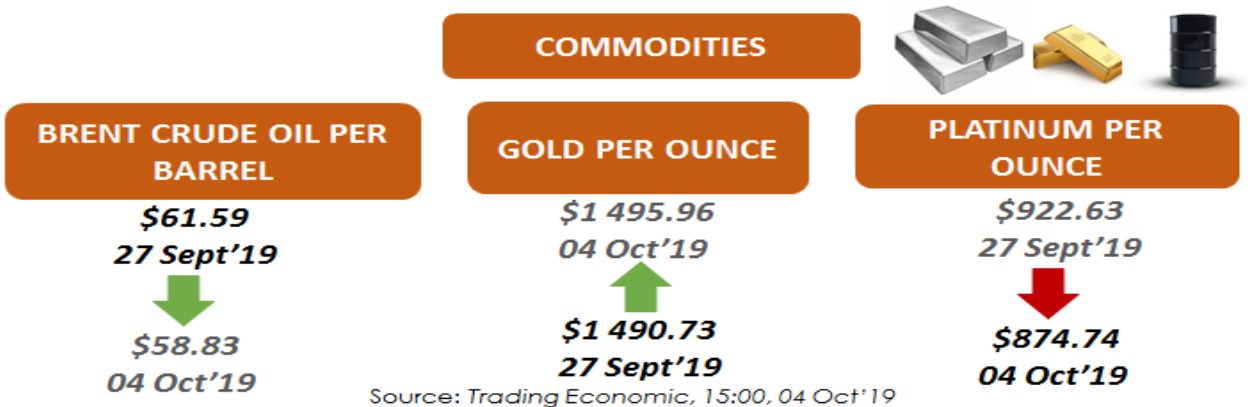 COMMODITIES
BRENT CRUDE OIL PER
BARREL
$61.59
27 Sept’19
$58.83
04 Oct’19
GOLD PER OUNCE
$1 495.96
04 Oct’19
$1 490.73
27 Sept’19
PLATINUM PER
OUNCE
$922.63
27 Sept’19
$874.74
04 Oct’19
Source: Trading Economic, 15:00, 04 Oct’19